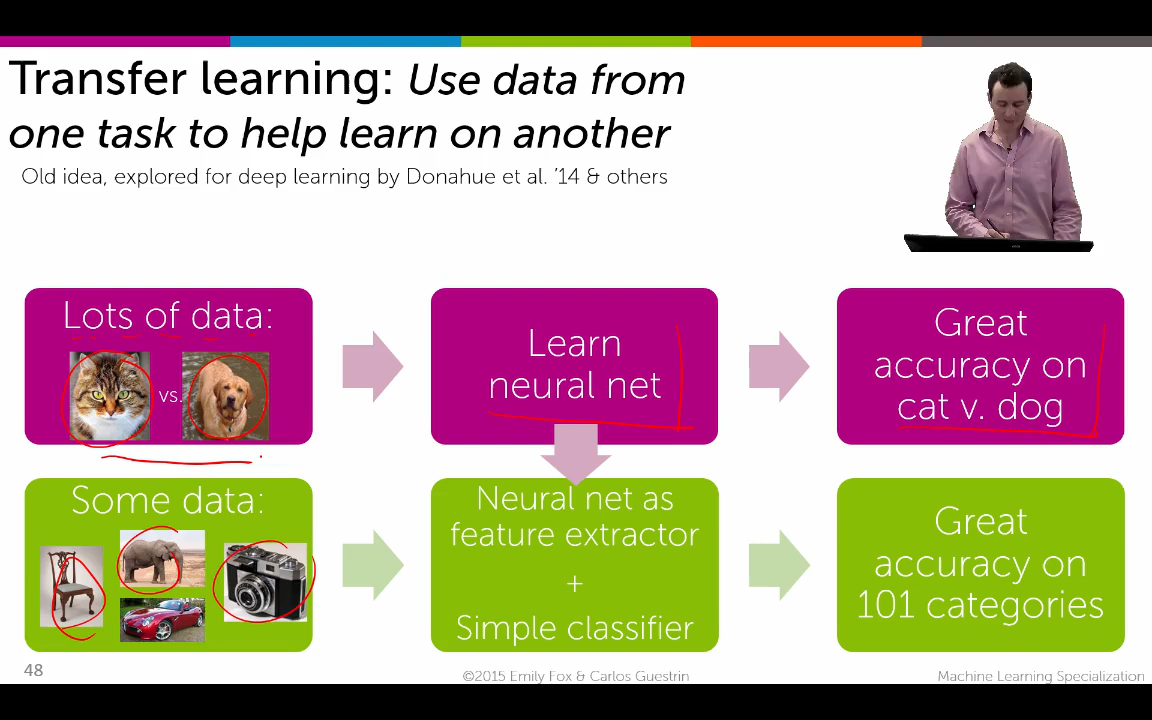 Transfer learning: Use data from
one task to help learn on another
Old idea, explored for deep learning by Donahue et al. '14 & others
Lots of data:
vs.
Learn
neural net
Great
accuracy on
cat v. dog
Some data:
Neural net as
feature extractor
+
Simple classifier
Great
accuracy on
101 categories
48
©2015 Emily Fox & Carlos Guestrin
Machine Learning Specialization